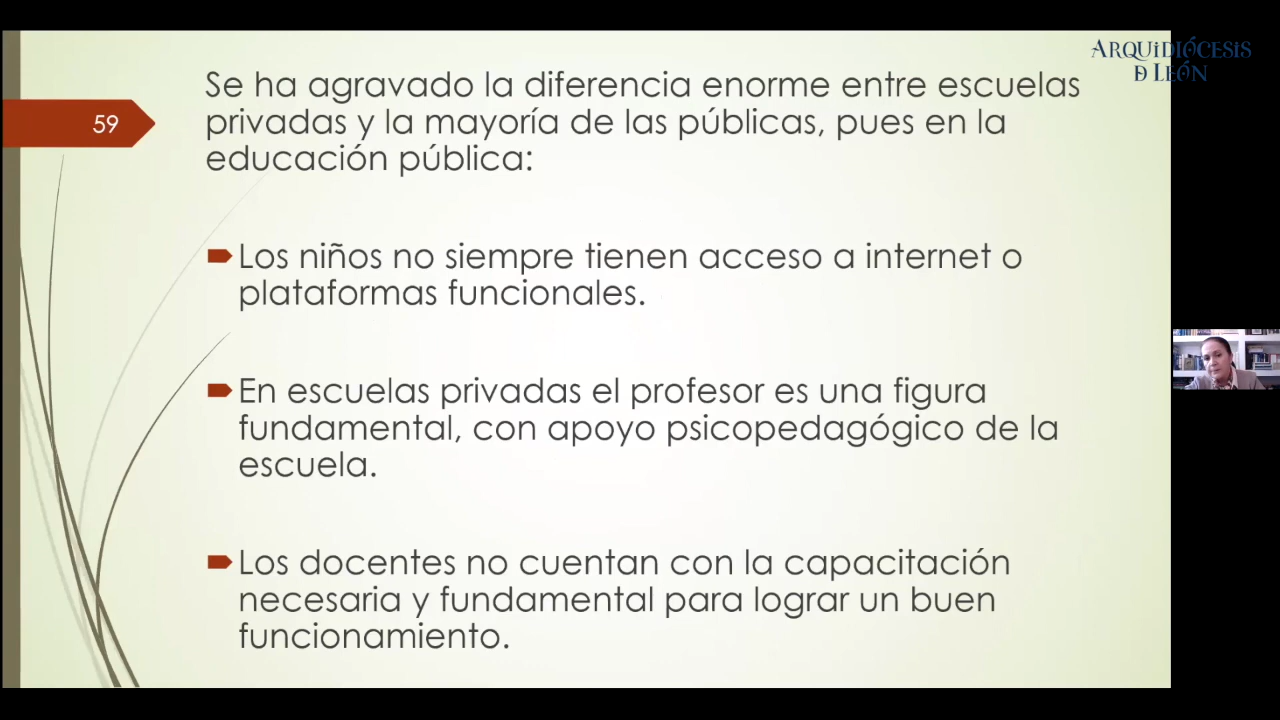 ARQUiDIÓCESiS
D LEÓN
59
Se ha agravado la diferencia enorme entre escuelas
privadas y la mayoría de las públicas, pues en la
educación pública:
Los niños no siempre tienen acceso a internet o
plataformas funcionales.
En escuelas privadas el profesor es una figura
fundamental, con apoyo psicopedagógico de la
escuela.
Los docentes no cuentan con la capacitación
necesaria y fundamental para lograr un buen
funcionamiento.